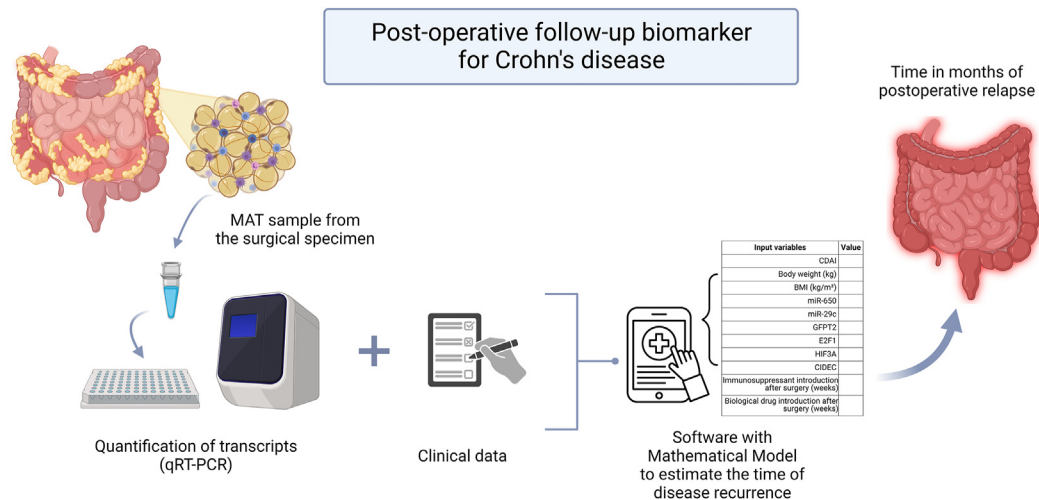 Post-operative follow-up biomarker
for Crohn's disease
Time in months of
postoperative relapse
MAT sample from
the surgical specimen
Input variables Value
CDAI
Body weight (kg)
BMI (kg/m²)
miR-650
miR-29c
GFPT2
E2F1
HIF3A
CIDEC
Immunosuppressant introduction
after surgery (weeks)
Biological drug introduction after
surgery (weeks)
Quantification of transcripts
(qRT-PCR)
Clinical data
Software with
Mathematical Model
to estimate the time of
disease recurrence